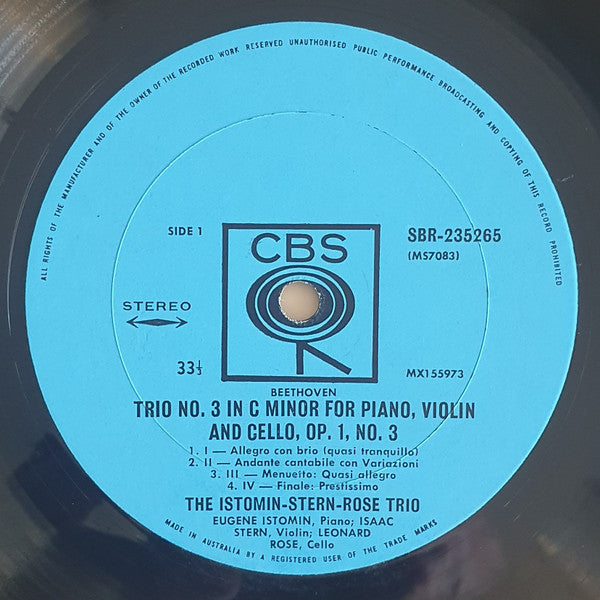 ALL RIGHTS OF THE MANUFACTURER AND OF THE OWNER OF THE RECORDED WORK RESERVED UNAUTHORISED PUBLIC PERFORMANCE BROADCASTING AND COPYING OF THIS RECORD PROHIBITED
SIDE 1
CBS
SBR-235265
(MS7083)
STEREO
33⅓
MX155973
BEETHOVEN
TRIO NO. 3 IN C MINOR FOR PIANO, VIOLIN
AND CELLO, OP. 1, NO. 3
1. I — Allegro con brio (quasi tranquillo)
2. II — Andante cantabile con Variazioni
3. III — Menueito: Quasi allegro
4. IV — Finale: Prestissimo
THE ISTOMIN-STERN-ROSE TRIO
EUGENE ISTOMIN, Piano; ISAAC
STERN, Violin; LEONARD
ROSE, Cello
MADE IN AUSTRALIA BY A REGISTERED USER OF THE TRADE MARKS